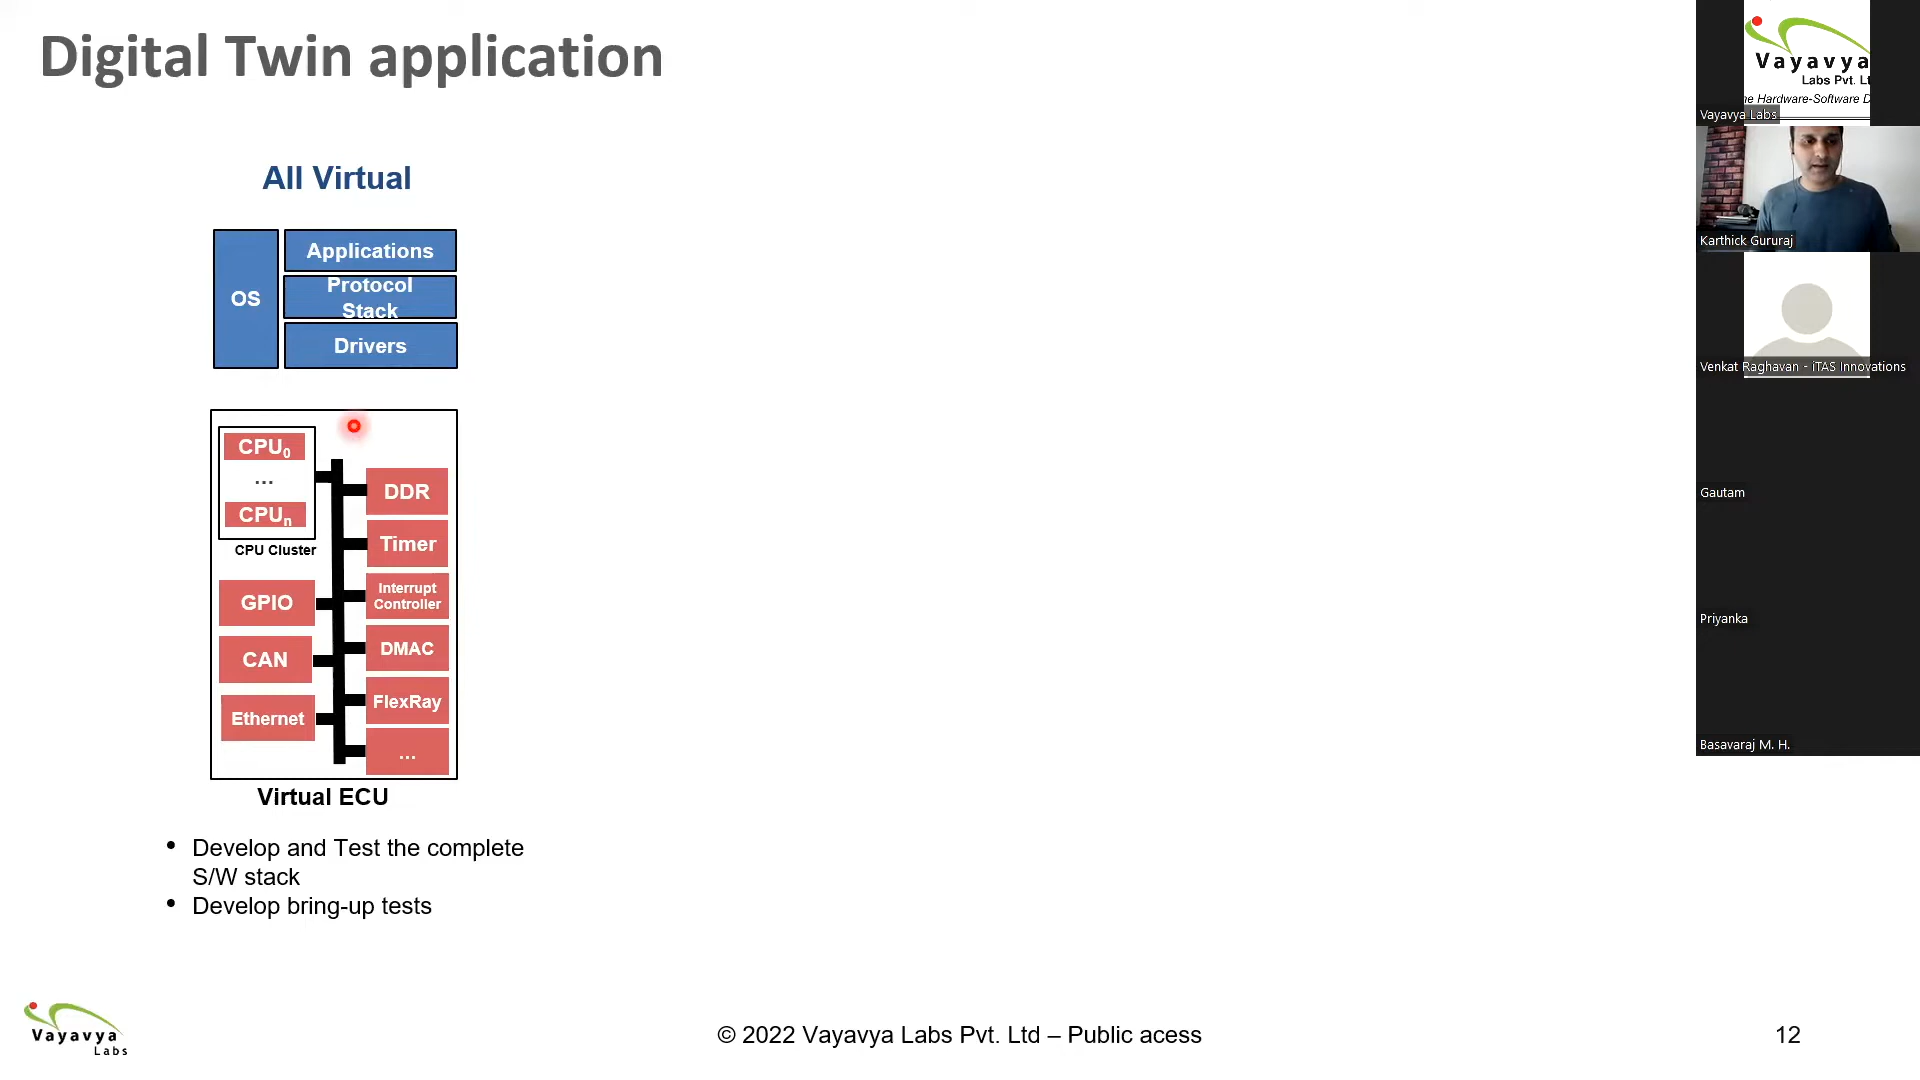 Digital Twin application
All Virtual
OS
Applications
Protocol
Stack
Drivers
CPU0
...
CPUn
CPU Cluster
GPIO
CAN
Ethernet
DDR
Timer
Interrupt
Controller
DMAC
FlexRay
...
Virtual ECU
• Develop and Test the complete
S/W stack
• Develop bring-up tests
Vayavya
Labs
© 2022 Vayavya Labs Pvt. Ltd – Public acess
12
Vayavya
Labs Pvt. Lt
he Hardware-Software D
Vayavya Labs
Karthick Gururaj
Venkat Raghavan - iTAS Innovations
Gautam
Priyanka
Basavaraj M. H.